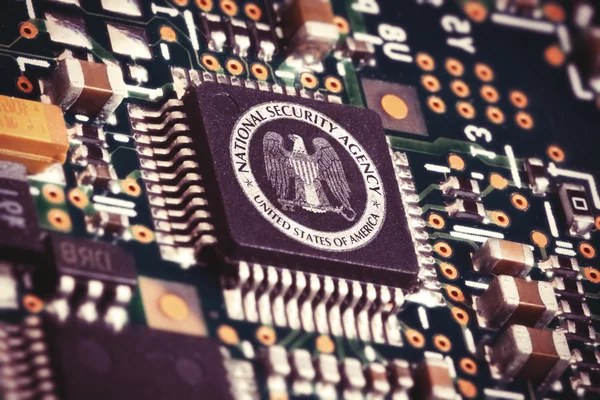 NATIONAL SECURITY AGENCY
UNITED STATES OF AMERICA